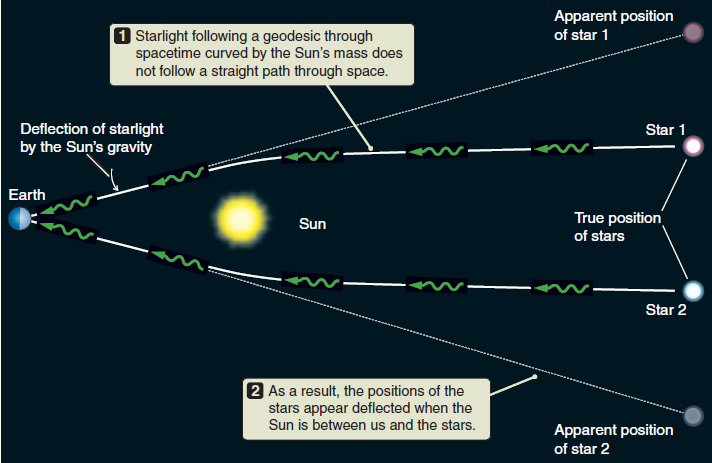 Apparent position
of star 1
1 Starlight following a geodesic through
spacetime curved by the Sun's mass does
not follow a straight path through space.
Deflection of starlight
by the Sun's gravity
Star 1
Earth
Sun
True position
of stars
Star 2
2 As a result, the positions of the
stars appear deflected when the
Sun is between us and the stars.
Apparent position
of star 2